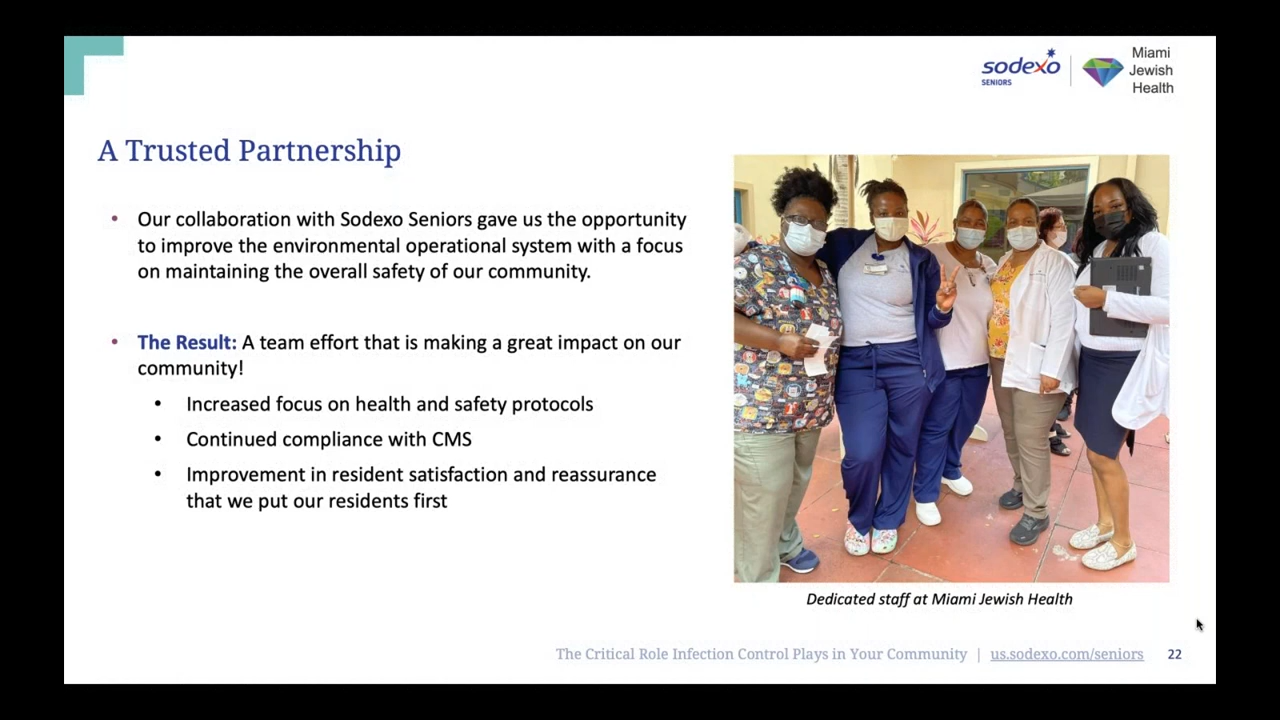 sodexo
SENIORS
Miami
Jewish
Health
A Trusted Partnership
• Our collaboration with Sodexo Seniors gave us the opportunity
to improve the environmental operational system with a focus
on maintaining the overall safety of our community.
• The Result: A team effort that is making a great impact on our
community!
• Increased focus on health and safety protocols
• Continued compliance with CMS
• Improvement in resident satisfaction and reassurance
that we put our residents first
Dedicated staff at Miami Jewish Health
The Critical Role Infection Control Plays in Your Community | us.sodexo.com/seniors 22